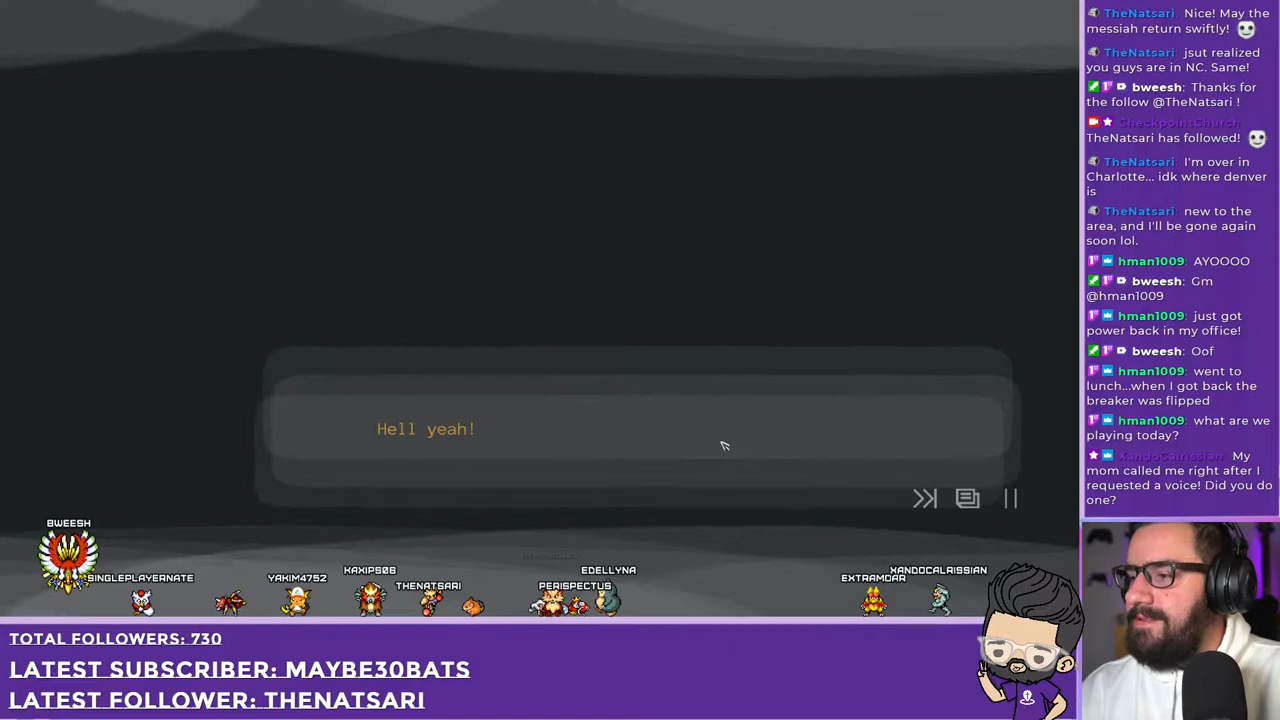 TheNatsari: Nice! May the
messiah return swiftly!
TheNatsari: jsut realized
you guys are in NC. Same!
bweesh: Thanks for
the follow @TheNatsari !
CheckpointChurch
TheNatsari has followed!
TheNatsari: I'm over in
Charlotte... idk where denver
is
TheNatsari: new to the
area, and I'll be gone again
soon lol.
hman1009: AYOOOO
bweesh: Gm
@hman1009
hman1009: just got
power back in my office!
bweesh: Oof
hman1009: went to
lunch...when I got back the
breaker was flipped
hman1009: what are we
playing today?
XandoCalrissian: My
mom called me right after I
requested a voice! Did you do
one?
Hell yeah!
BWEESH
SINGLEPLAYERNATE
YAKIM4752
KAXIP506
THENATSARI
PERISPECTUS
EDELLYNA
EXTRAMOAR
XANDOCALRISSIAN
TOTAL FOLLOWERS: 730
LATEST SUBSCRIBER: MAYBE30BATS
LATEST FOLLOWER: THENATSARI